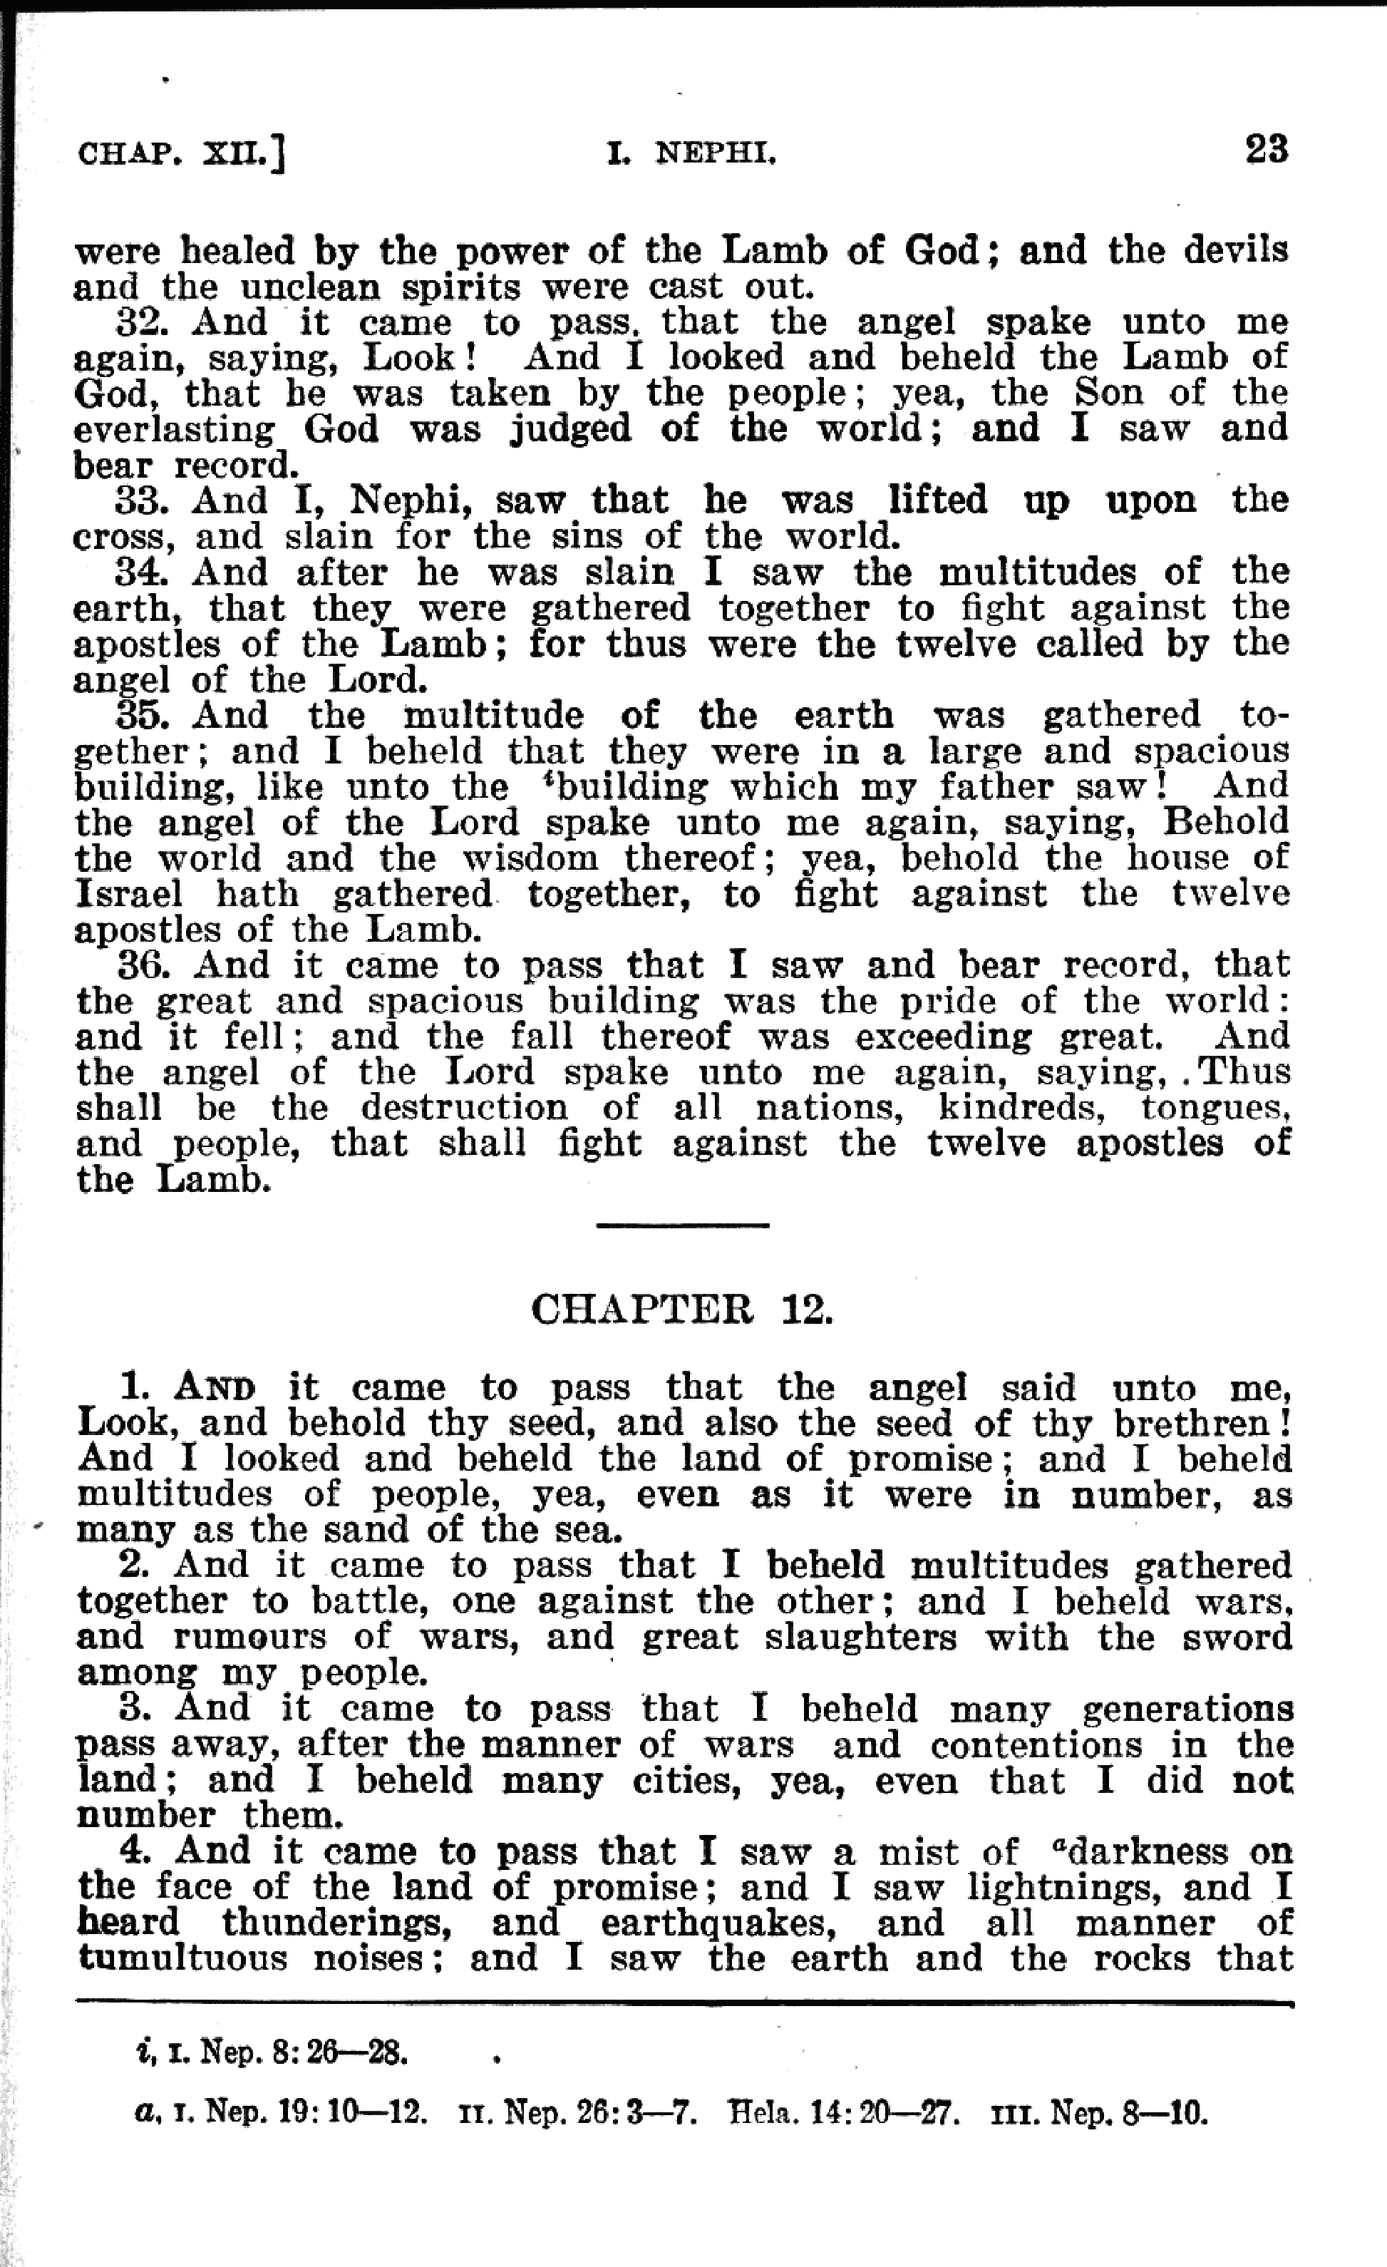 CHAP. XII.] I. NEPHI. 23
were healed by the power of the Lamb of God; and the devils
and the unclean spirits were cast out.
32. And it came to pass, that the angel spake unto me
again, saying, Look! And I looked and beheld the Lamb of
God, that he was taken by the people; yea, the Son of the
everlasting God was judged of the world; and I saw and
bear record.
33. And I, Nephi, saw that he was lifted up upon the
cross, and slain for the sins of the world.
34. And after he was slain I saw the multitudes of the
earth, that they were gathered together to fight against the
apostles of the Lamb; for thus were the twelve called by the
angel of the Lord.
35. And the multitude of the earth was gathered to-
gether; and I beheld that they were in a large and spacious
building, like unto the ⁱbuilding which my father saw! And
the angel of the Lord spake unto me again, saying, Behold
the world and the wisdom thereof; yea, behold the house of
Israel hath gathered together, to fight against the twelve
apostles of the Lamb.
36. And it came to pass that I saw and bear record, that
the great and spacious building was the pride of the world:
and it fell; and the fall thereof was exceeding great. And
the angel of the Lord spake unto me again, saying, Thus
shall be the destruction of all nations, kindreds, tongues,
and people, that shall fight against the twelve apostles of
the Lamb.
CHAPTER 12.
1. AND it came to pass that the angel said unto me,
Look, and behold thy seed, and also the seed of thy brethren!
And I looked and beheld the land of promise; and I beheld
multitudes of people, yea, even as it were in number, as
many as the sand of the sea.
2. And it came to pass that I beheld multitudes gathered
together to battle, one against the other; and I beheld wars,
and rumours of wars, and great slaughters with the sword
among my people.
3. And it came to pass that I beheld many generations
pass away, after the manner of wars and contentions in the
land; and I beheld many cities, yea, even that I did not
number them.
4. And it came to pass that I saw a mist of ᵃdarkness on
the face of the land of promise; and I saw lightnings, and I
heard thunderings, and earthquakes, and all manner of
tumultuous noises; and I saw the earth and the rocks that
i, I. Nep. 8: 26—28.
a, I. Nep. 19: 10—12. II. Nep. 26: 3—7. Hela. 14: 20—27. III. Nep. 8—10.